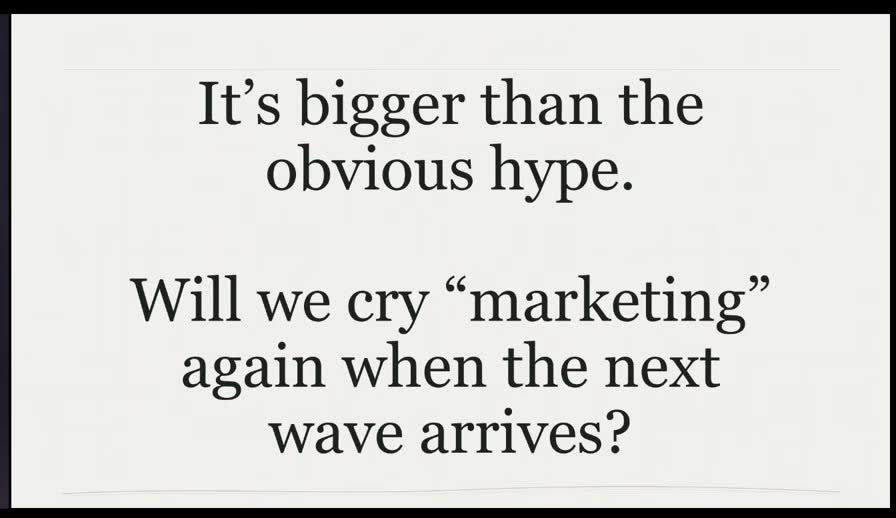 It’s bigger than the
obvious hype.
Will we cry “marketing”
again when the next
wave arrives?